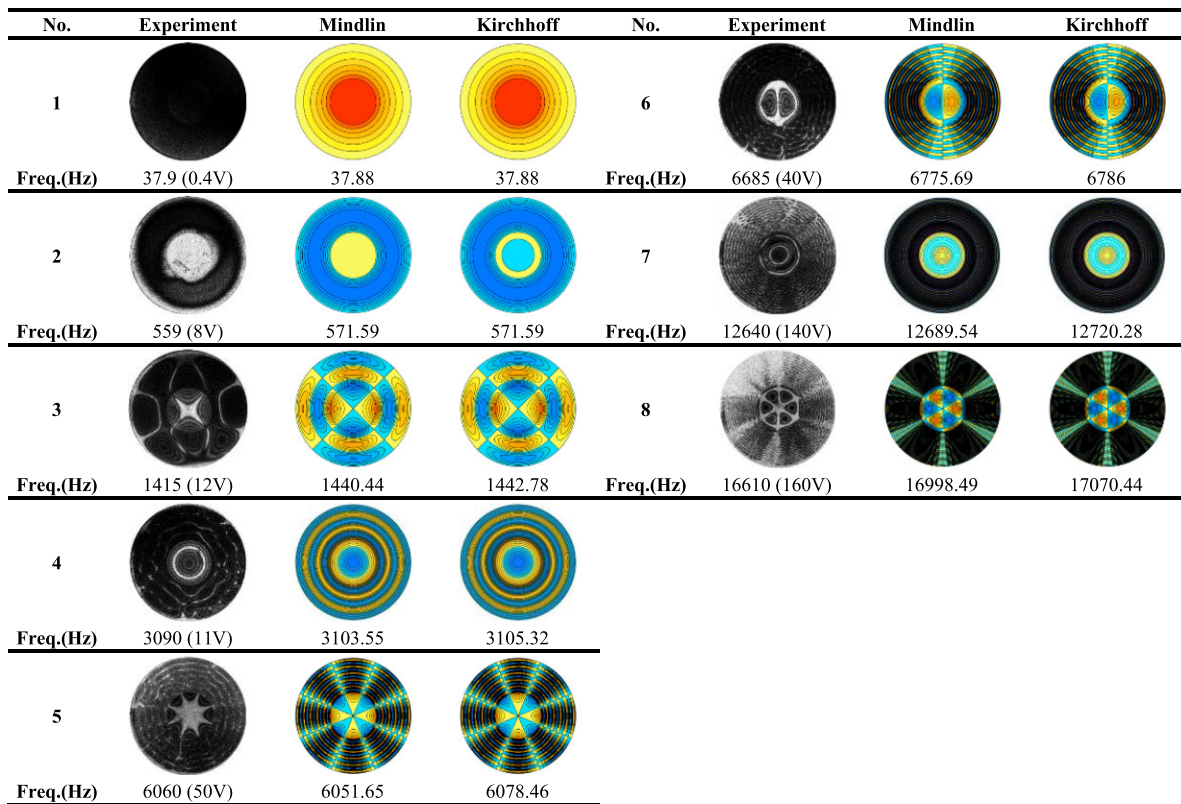 No. Experiment Mindlin Kirchhoff No. Experiment Mindlin Kirchhoff
1 6
Freq.(Hz) 37.9 (0.4V) 37.88 37.88 Freq.(Hz) 6685 (40V) 6775.69 6786
2 7
Freq.(Hz) 559 (8V) 571.59 571.59 Freq.(Hz) 12640 (140V) 12689.54 12720.28
3 8
Freq.(Hz) 1415 (12V) 1440.44 1442.78 Freq.(Hz) 16610 (160V) 16998.49 17070.44
4
Freq.(Hz) 3090 (11V) 3103.55 3105.32
5
Freq.(Hz) 6060 (50V) 6051.65 6078.46